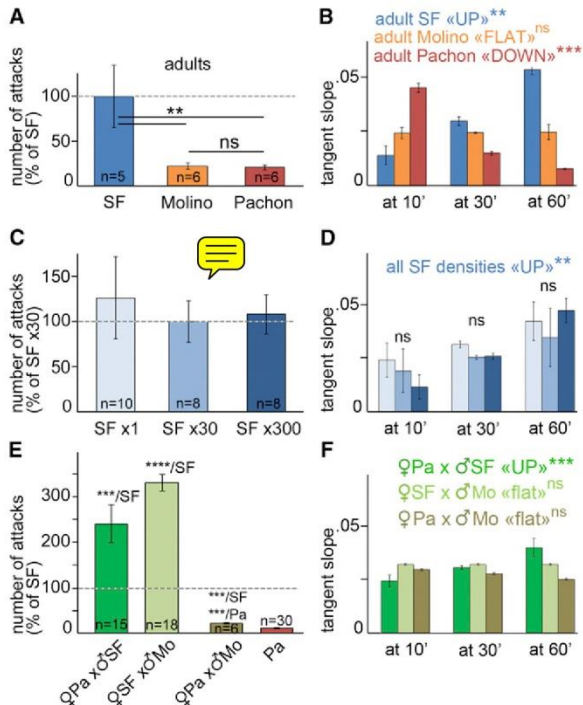 A
adults
number of attacks
(% of SF)
100
50
0
**
ns
n=5
n=6
n=6
SF
Molino
Pachon
B
adult SF «UP»**
adult Molino «FLAT»ns
adult Pachon «DOWN»***
tangent slope
.05
at 10'
at 30'
at 60'
C
number of attacks
(% of SF x30)
150
100
50
0
n=10
n=8
n=8
SF x1
SF x30
SF x300
D
all SF densities «UP»**
tangent slope
.05
ns
ns
ns
at 10'
at 30'
at 60'
E
number of attacks
(% of SF)
300
200
100
100
50
0
***/SF
****/SF
***/SF
***/Pa
n=15
n=18
n=6
n=30
♀Pa x♂SF
♀SF x♂Mo
♀Pa x♂Mo
Pa
F
♀Pa x ♂SF «UP»***
♀SF x ♂Mo «flat»ns
♀Pa x ♂Mo «flat»ns
tangent slope
.05
at 10'
at 30'
at 60'